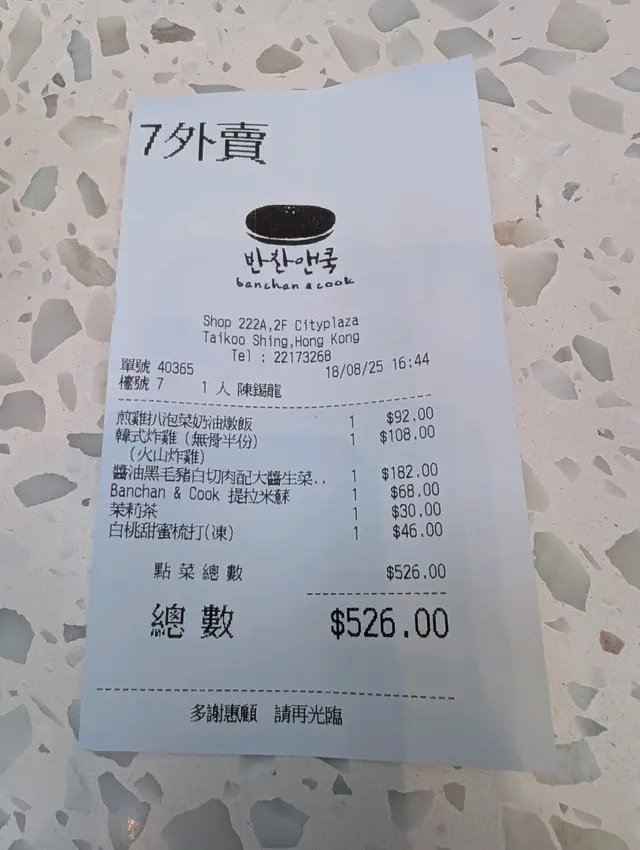 7外賣
반찬앤쿡
banchan & cook
Shop 222A,2F Cityplaza
Taikoo Shing,Hong Kong
Tel : 22173268
單號 40365 18/08/25 16:44
檯號 7 1 人 陳錫龍
煎雞扒泡菜奶油燉飯 1 $92.00
韓式炸雞 (無骨半份) 1 $108.00
(火山炸雞)
醬油黑毛豬白切肉配大醬生菜.. 1 $182.00
Banchan & Cook 提拉米蘇 1 $68.00
茉莉茶 1 $30.00
白桃甜蜜梳打(凍) 1 $46.00
點菜總數 $526.00
總數 $526.00
多謝惠顧 請再光臨